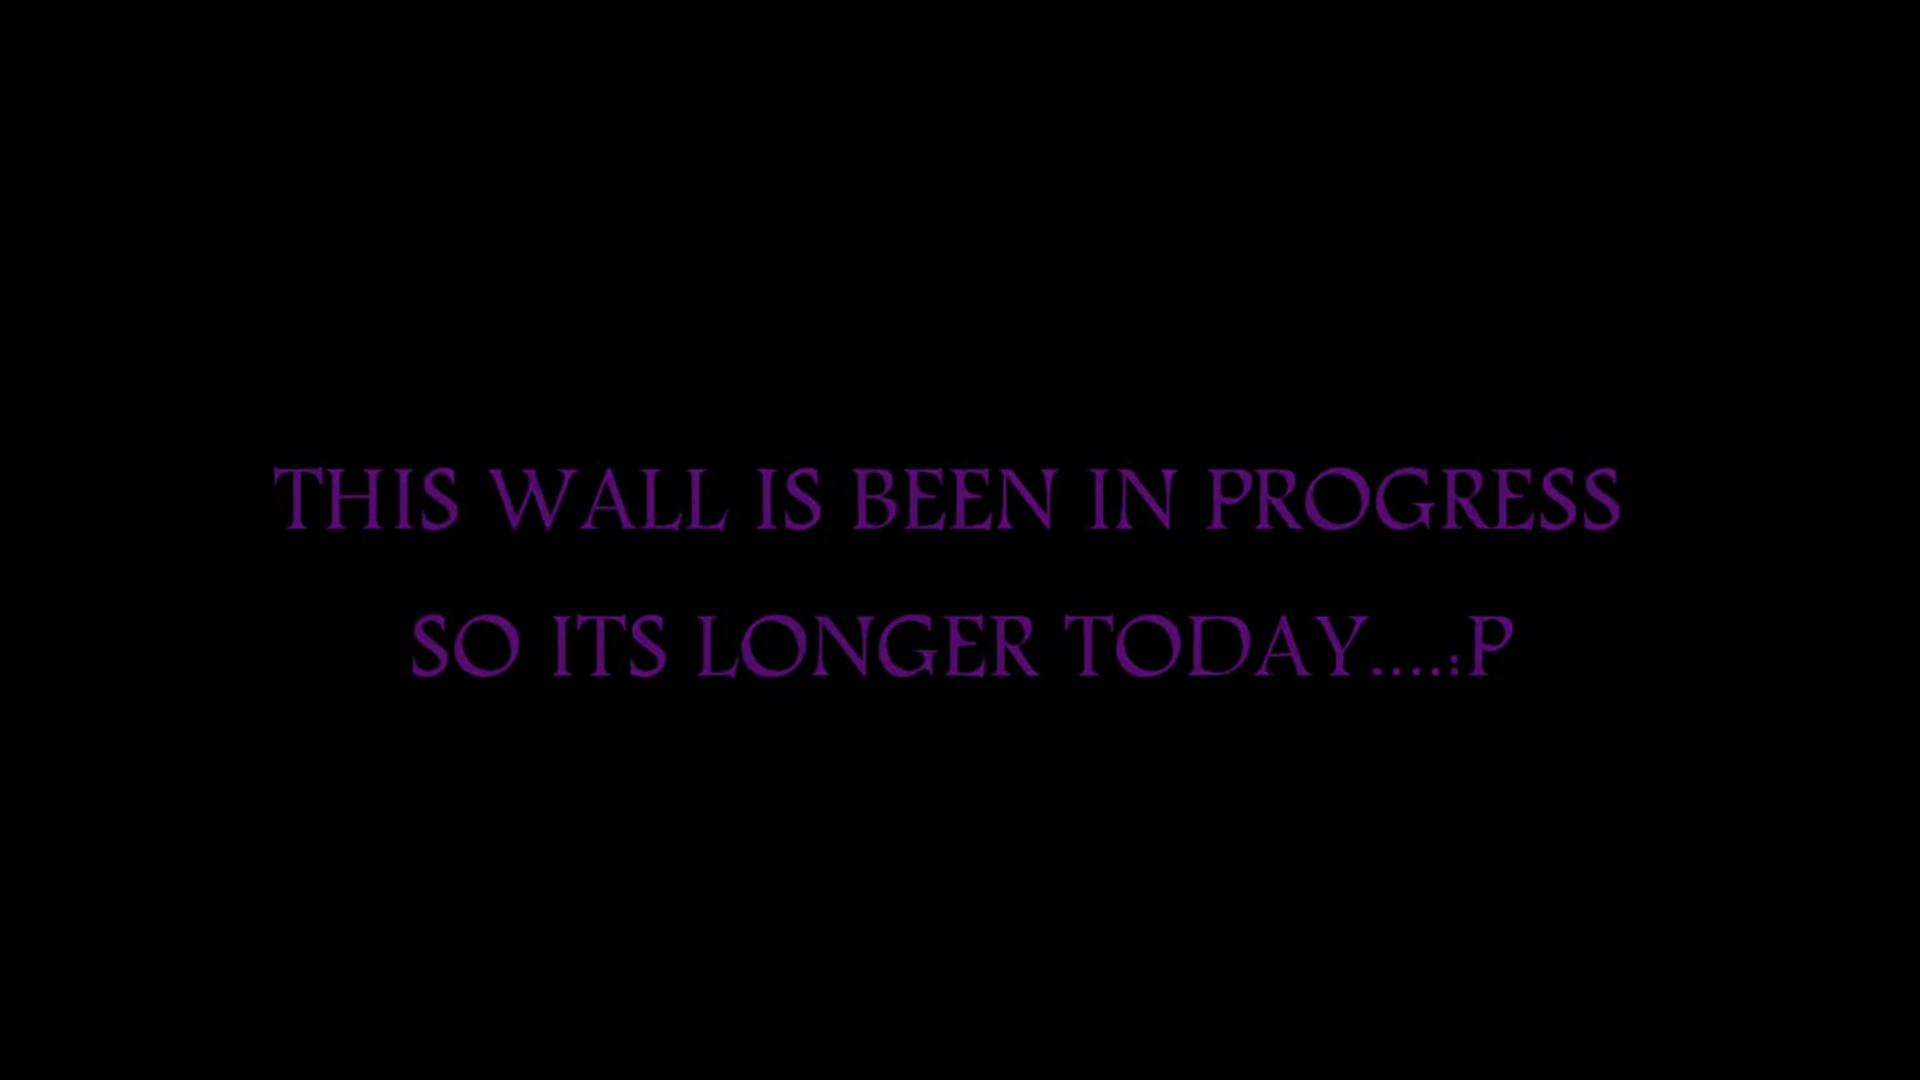 THIS WALL IS BEEN IN PROGRESS
SO ITS LONGER TODAY....:P